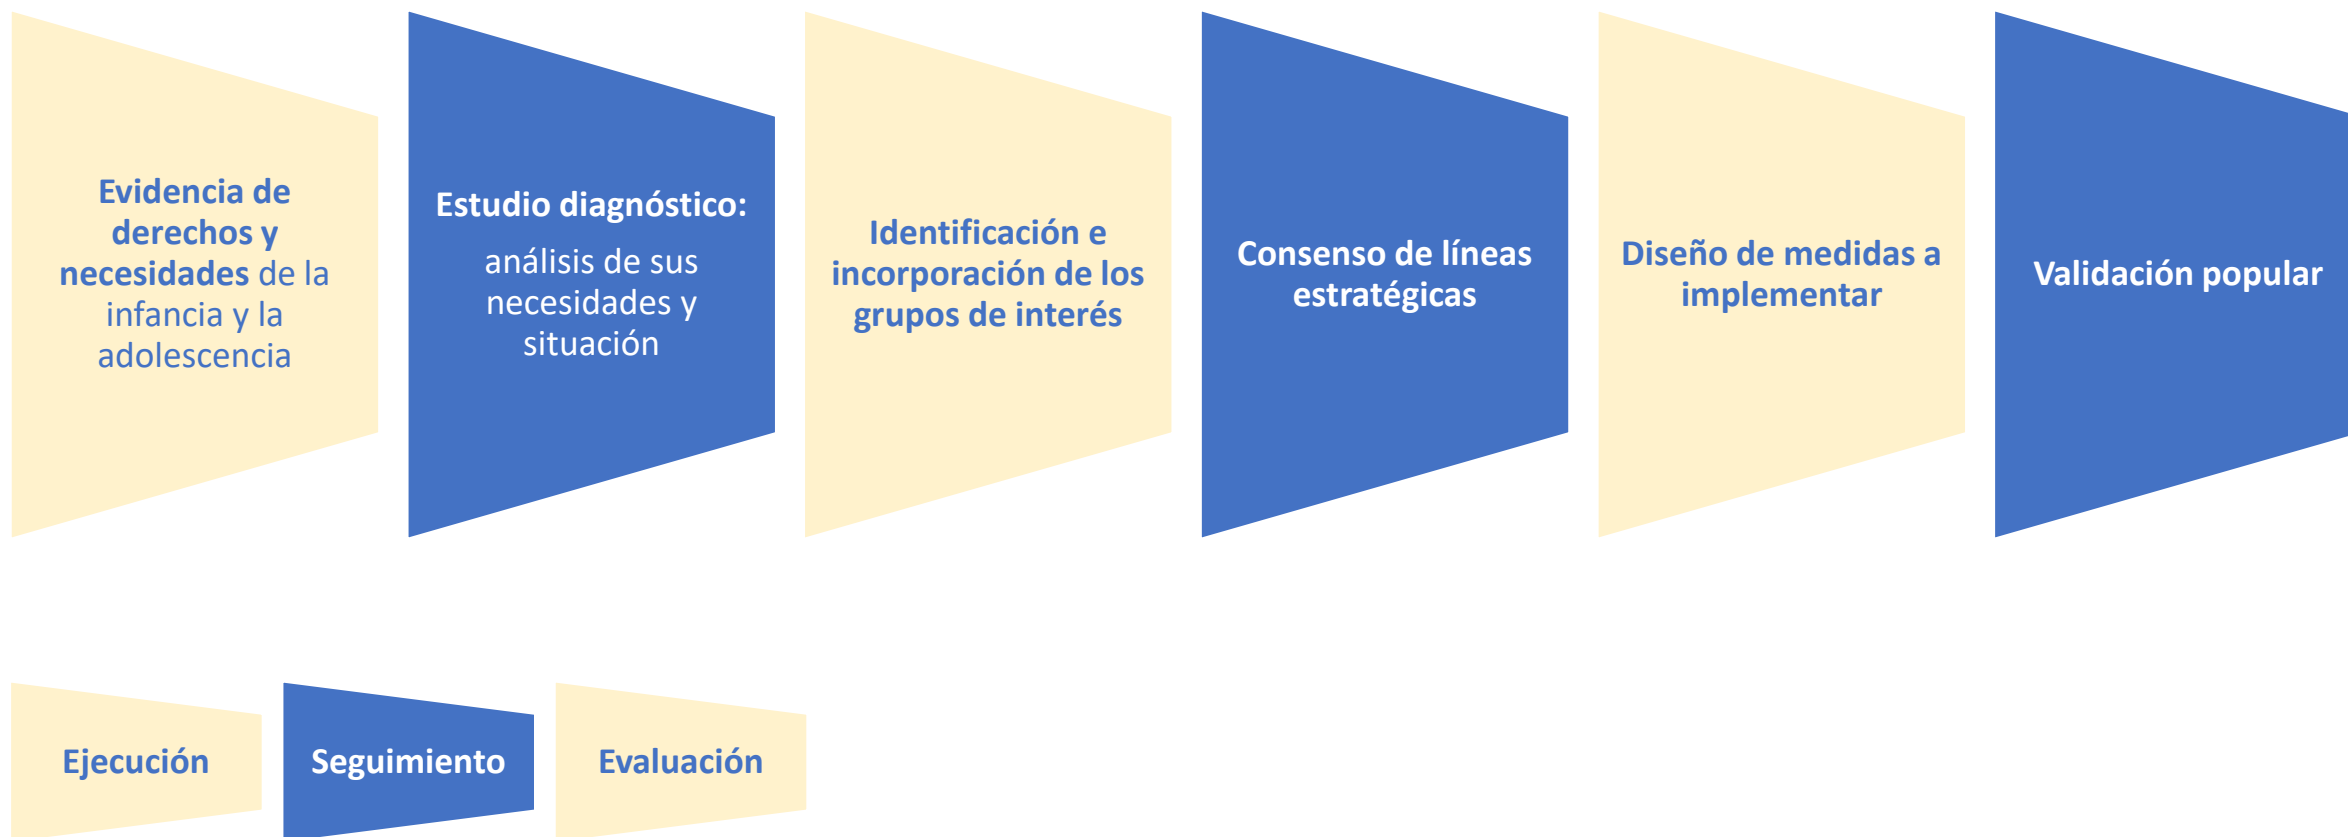 Evidencia de
derechos y
necesidades de la
infancia y la
adolescencia
Estudio diagnóstico:
análisis de sus
necesidades y
situación
Identificación e
incorporación de los
grupos de interés
Consenso de líneas
estratégicas
Diseño de medidas a
implementar
Validación popular
Ejecución
Seguimiento
Evaluación